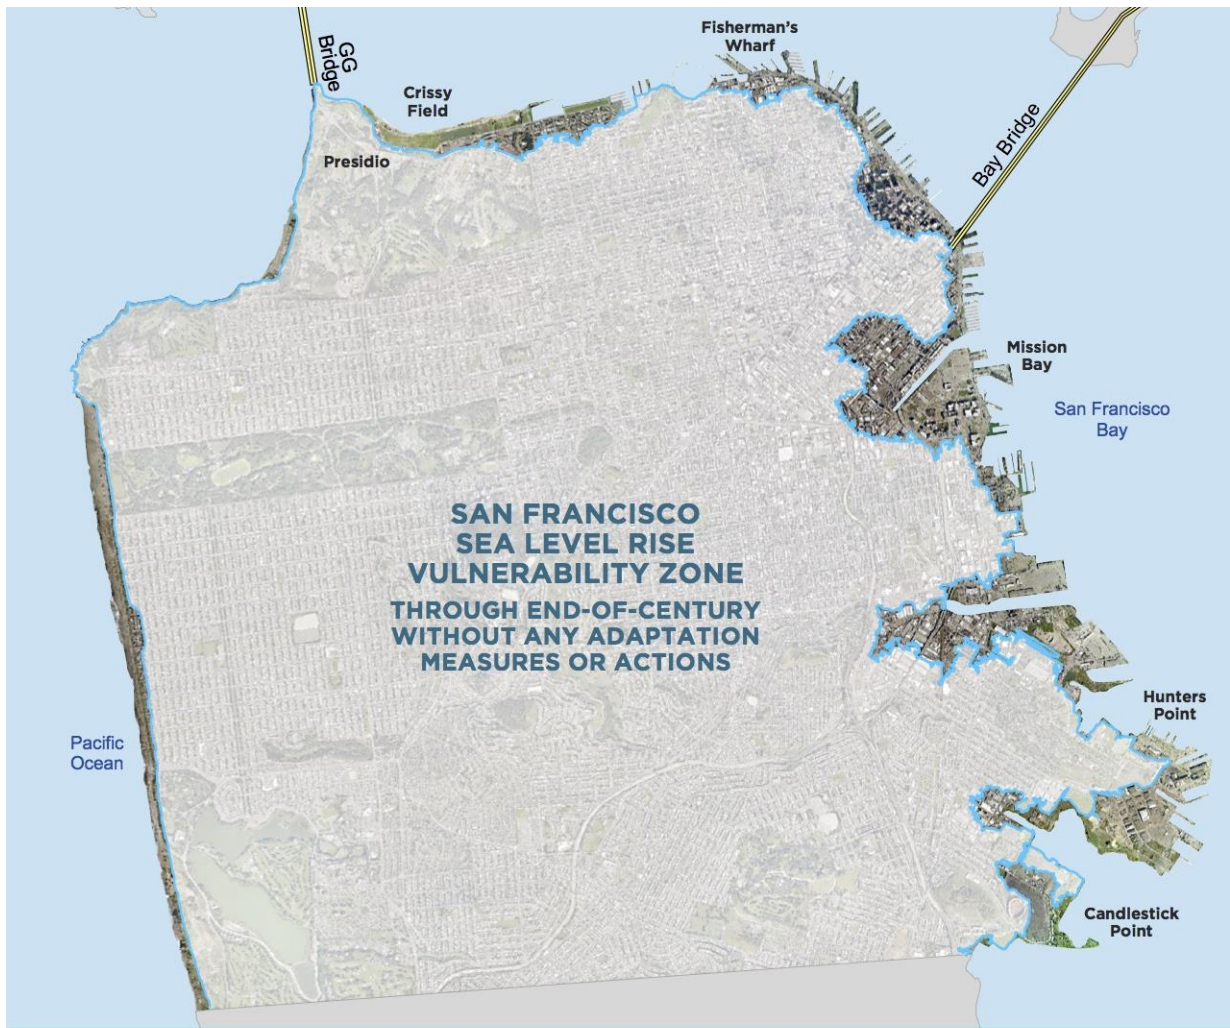 Fisherman's
Wharf
GG
Bridge
Crissy
Field
Presidio
Bay Bridge
Mission
Bay
San Francisco
Bay
SAN FRANCISCO
SEA LEVEL RISE
VULNERABILITY ZONE
THROUGH END-OF-CENTURY
WITHOUT ANY ADAPTATION
MEASURES OR ACTIONS
Hunters
Point
Pacific
Ocean
Candlestick
Point